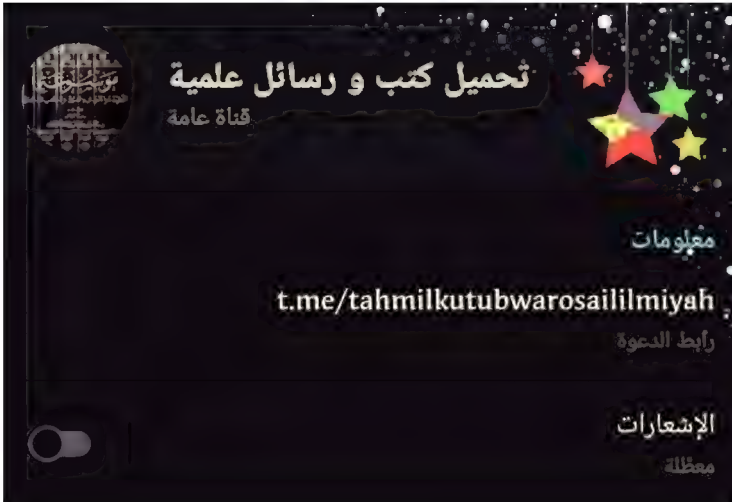 تحميل كتب و رسائل علمية
قناة عامة
معلومات
t.me/tahmilkutubwarosaililmiyah
رابط الدعوة
الإشعارات
معطلة